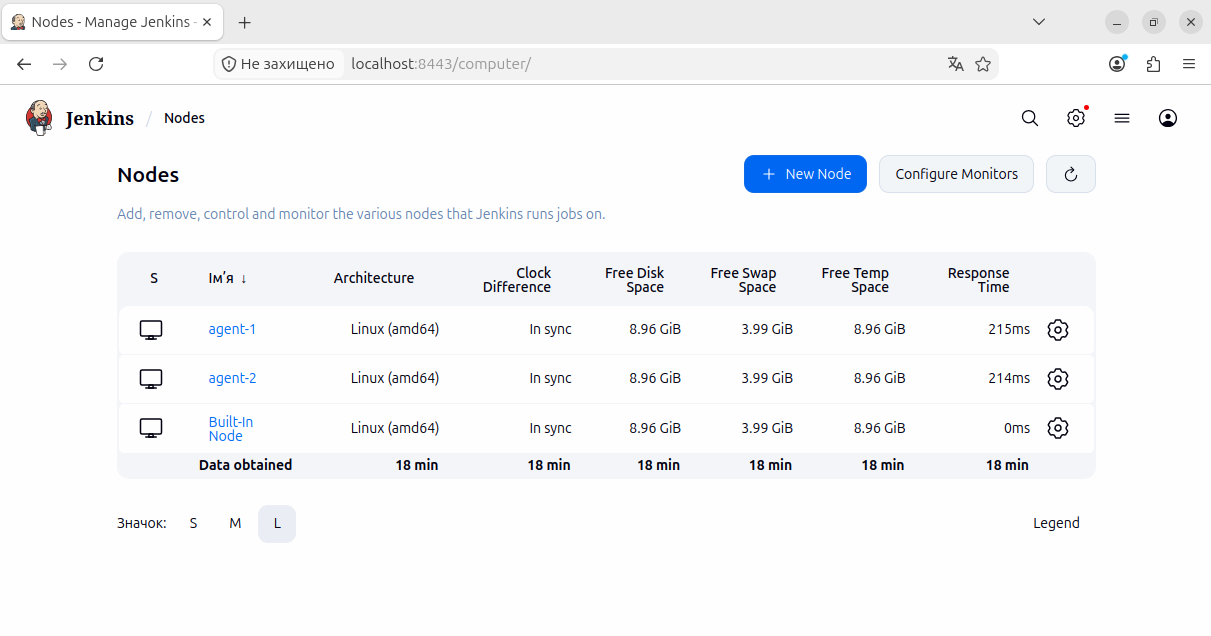 Nodes - Manage Jenkins -
Не захищено localhost:8443/computer/
Jenkins / Nodes
Nodes
+ New Node
Configure Monitors
Add, remove, control and monitor the various nodes that Jenkins runs jobs on.
S Ім’я ↓ Architecture Clock Difference Free Disk Space Free Swap Space Free Temp Space Response Time
agent-1 Linux (amd64) In sync 8.96 GiB 3.99 GiB 8.96 GiB 215ms
agent-2 Linux (amd64) In sync 8.96 GiB 3.99 GiB 8.96 GiB 214ms
Built-In Node Linux (amd64) In sync 8.96 GiB 3.99 GiB 8.96 GiB 0ms
Data obtained 18 min 18 min 18 min 18 min 18 min 18 min
Значок: S M L Legend